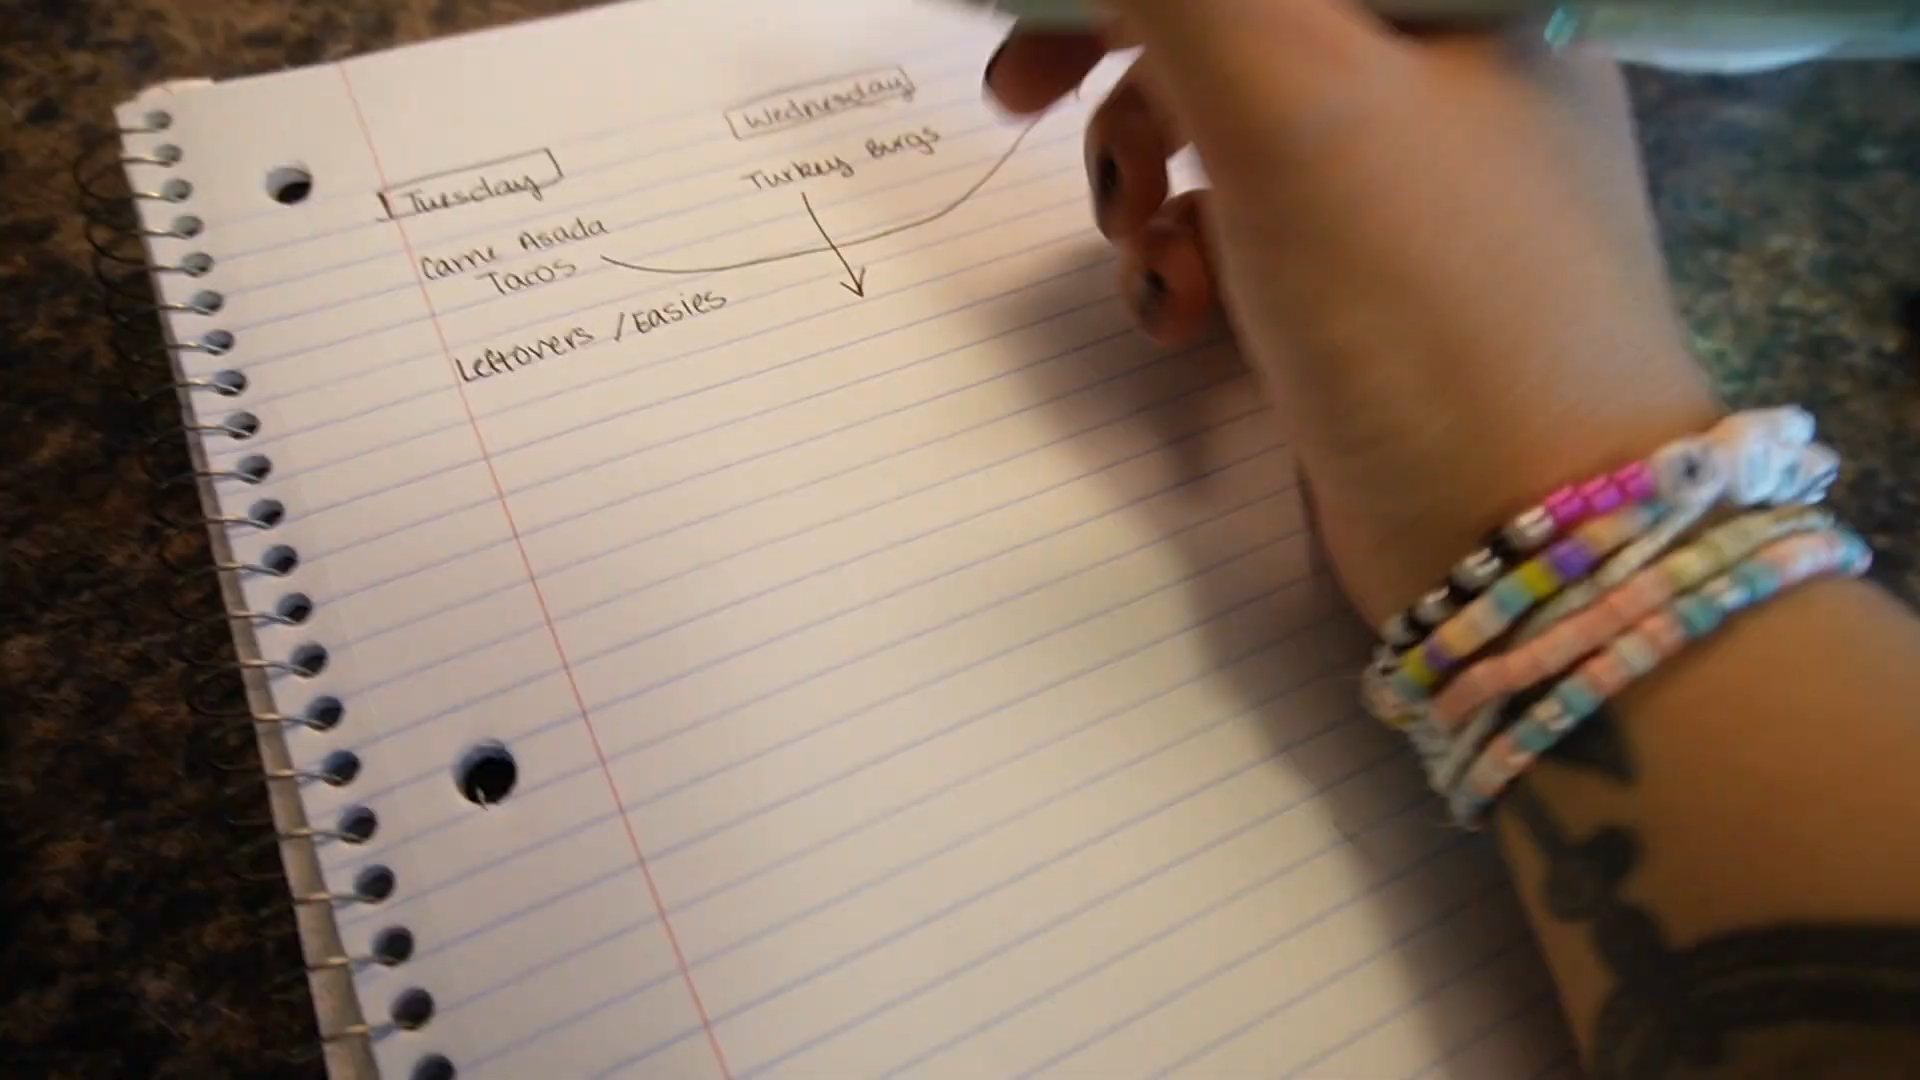 Tuesday
Carne Asada
Tacos
Leftovers / Easies
Wednesday
Turkey Burgs